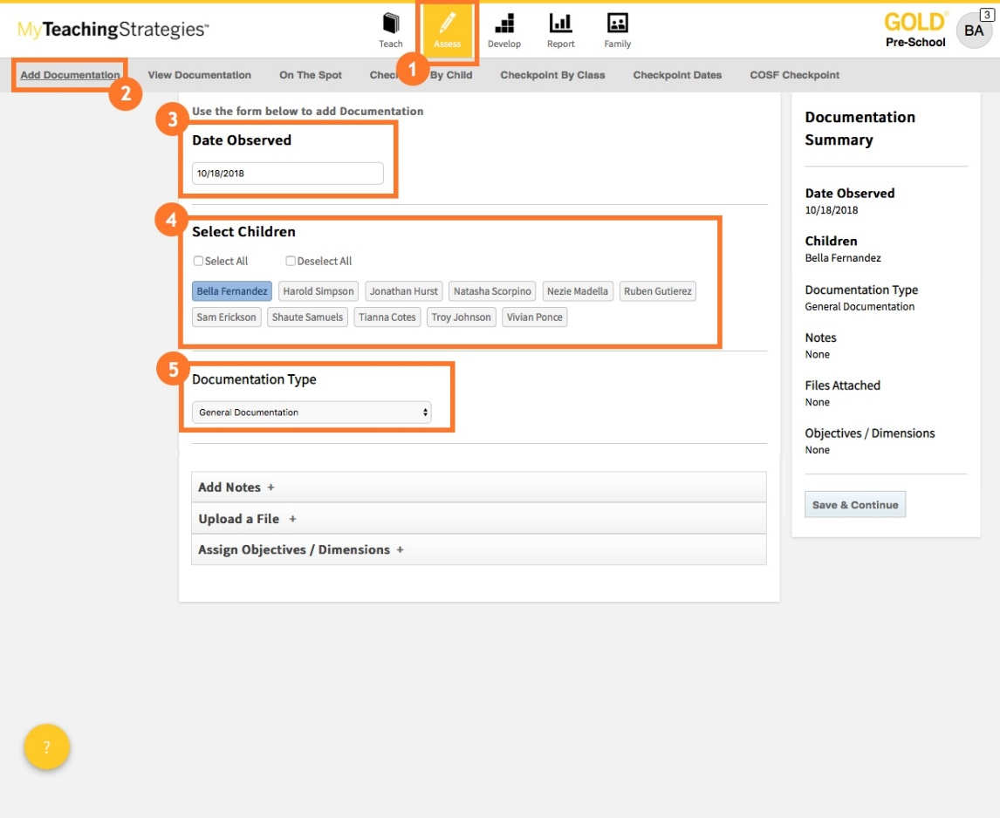 MyTeachingStrategies™
Teach
Assess
Develop
Report
Family
GOLD®
Pre-School
BA
3
1
Add Documentation
View Documentation
On The Spot
Chec
By Child
Checkpoint By Class
Checkpoint Dates
COSF Checkpoint
2
Use the form below to add Documentation
3
Date Observed
10/18/2018
4
Select Children
Select All
Deselect All
Bella Fernandez
Harold Simpson
Jonathan Hurst
Natasha Scorpino
Nezie Madella
Ruben Gutierez
Sam Erickson
Shaute Samuels
Tianna Cotes
Troy Johnson
Vivian Ponce
5
Documentation Type
General Documentation
Add Notes +
Upload a File +
Assign Objectives / Dimensions +
Documentation
Summary
Date Observed
10/18/2018
Children
Bella Fernandez
Documentation Type
General Documentation
Notes
None
Files Attached
None
Objectives / Dimensions
None
Save & Continue
?